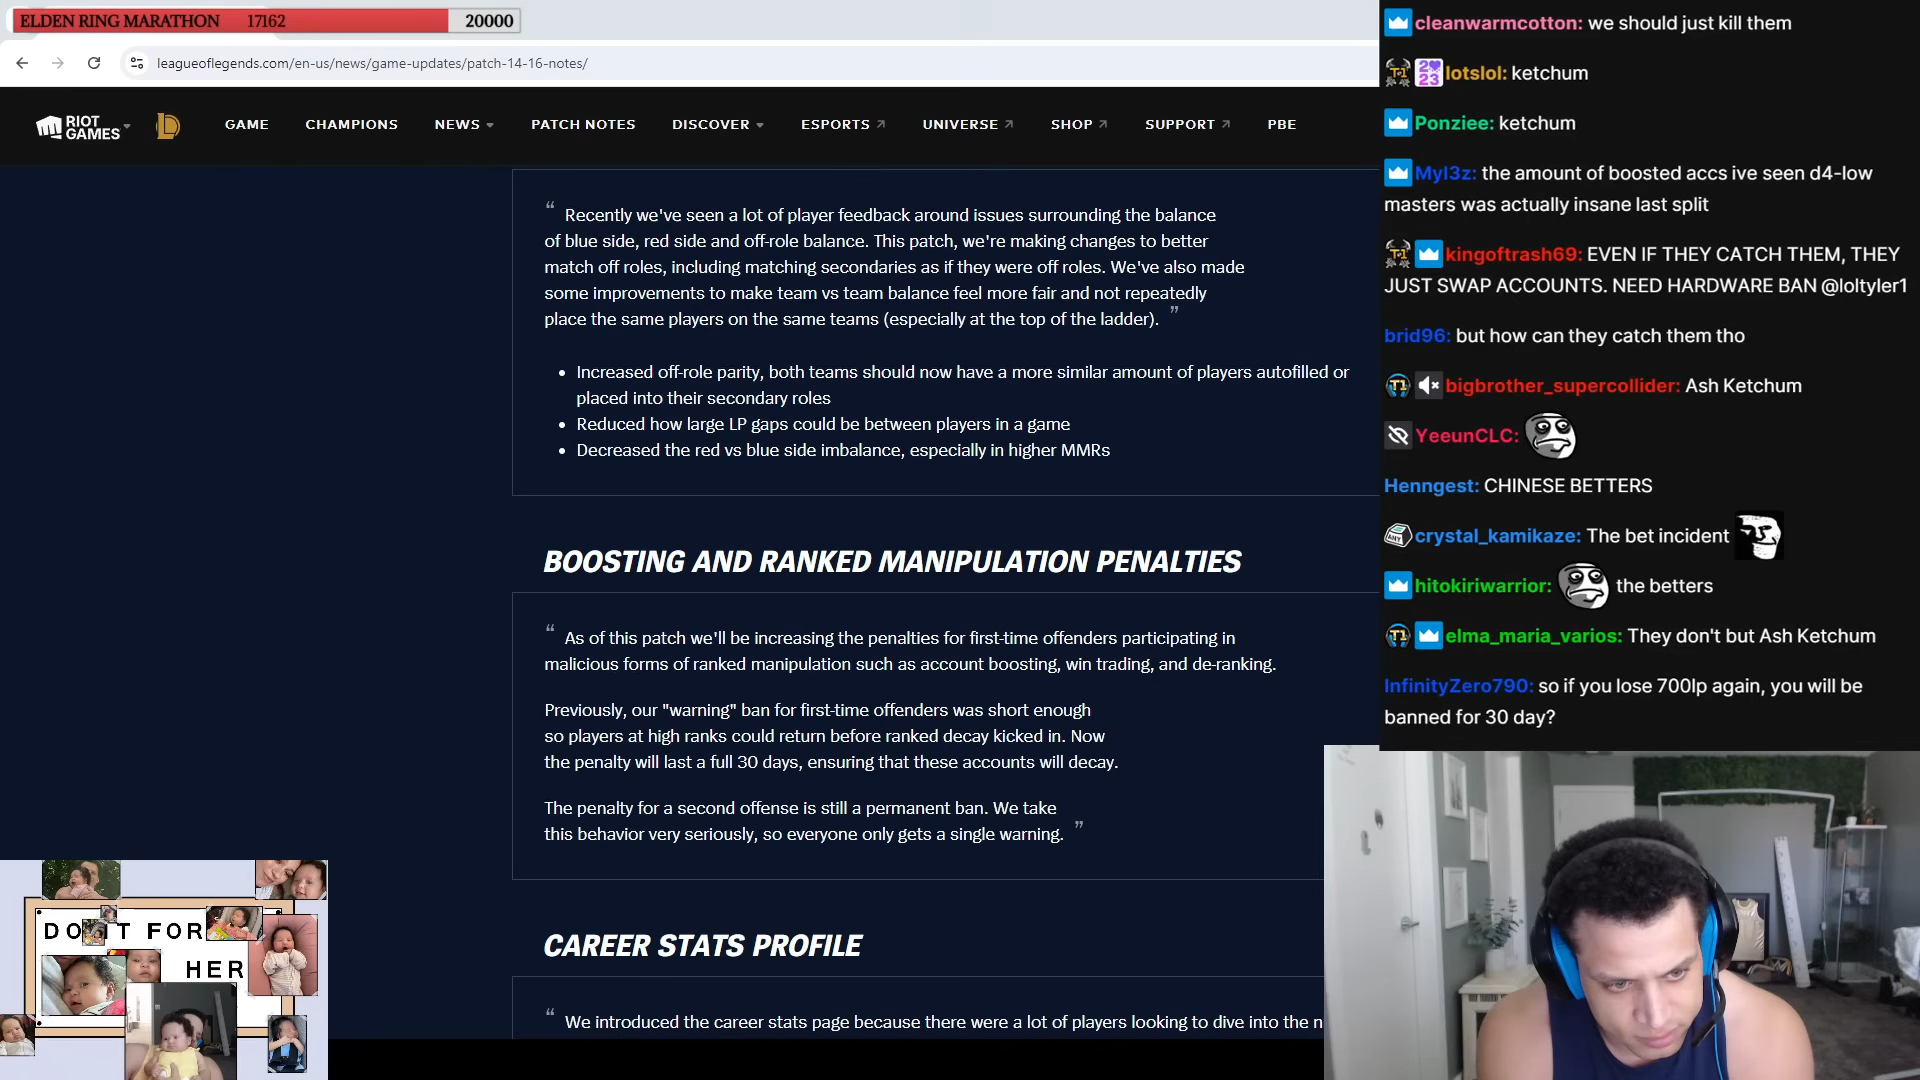 ELDEN RING MARATHON 17162 20000
leagueoflegends.com/en-us/news/game-updates/patch-14-16-notes/
RIOT GAMES
GAME CHAMPIONS NEWS PATCH NOTES DISCOVER ESPORTS UNIVERSE SHOP SUPPORT PBE
“ Recently we've seen a lot of player feedback around issues surrounding the balance
of blue side, red side and off-role balance. This patch, we're making changes to better
match off roles, including matching secondaries as if they were off roles. We've also made
some improvements to make team vs team balance feel more fair and not repeatedly
place the same players on the same teams (especially at the top of the ladder). ”
• Increased off-role parity, both teams should now have a more similar amount of players autofilled or
placed into their secondary roles
• Reduced how large LP gaps could be between players in a game
• Decreased the red vs blue side imbalance, especially in higher MMRs
BOOSTING AND RANKED MANIPULATION PENALTIES
“ As of this patch we'll be increasing the penalties for first-time offenders participating in
malicious forms of ranked manipulation such as account boosting, win trading, and de-ranking.
Previously, our "warning" ban for first-time offenders was short enough
so players at high ranks could return before ranked decay kicked in. Now
the penalty will last a full 30 days, ensuring that these accounts will decay.
The penalty for a second offense is still a permanent ban. We take
this behavior very seriously, so everyone only gets a single warning. ”
CAREER STATS PROFILE
“ We introduced the career stats page because there were a lot of players looking to dive into the n
cleanwarmcotton: we should just kill them
lotslol: ketchum
Ponziee: ketchum
Myl3z: the amount of boosted accs ive seen d4-low
masters was actually insane last split
kingoftrash69: EVEN IF THEY CATCH THEM, THEY
JUST SWAP ACCOUNTS. NEED HARDWARE BAN @loltyler1
brid96: but how can they catch them tho
bigbrother_supercollider: Ash Ketchum
YeeunCLC:
Henngest: CHINESE BETTERS
crystal_kamikaze: The bet incident
hitokiriwarrior: the betters
elma_maria_varios: They don't but Ash Ketchum
InfinityZero790: so if you lose 700lp again, you will be
banned for 30 day?
DO IT FOR
HER